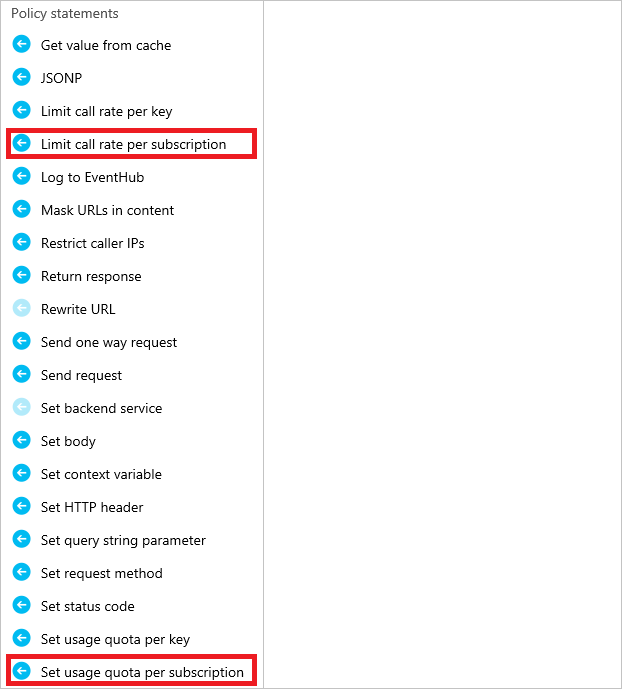 Policy statements
Get value from cache
JSONP
Limit call rate per key
Limit call rate per subscription
Log to EventHub
Mask URLs in content
Restrict caller IPs
Return response
Rewrite URL
Send one way request
Send request
Set backend service
Set body
Set context variable
Set HTTP header
Set query string parameter
Set request method
Set status code
Set usage quota per key
Set usage quota per subscription